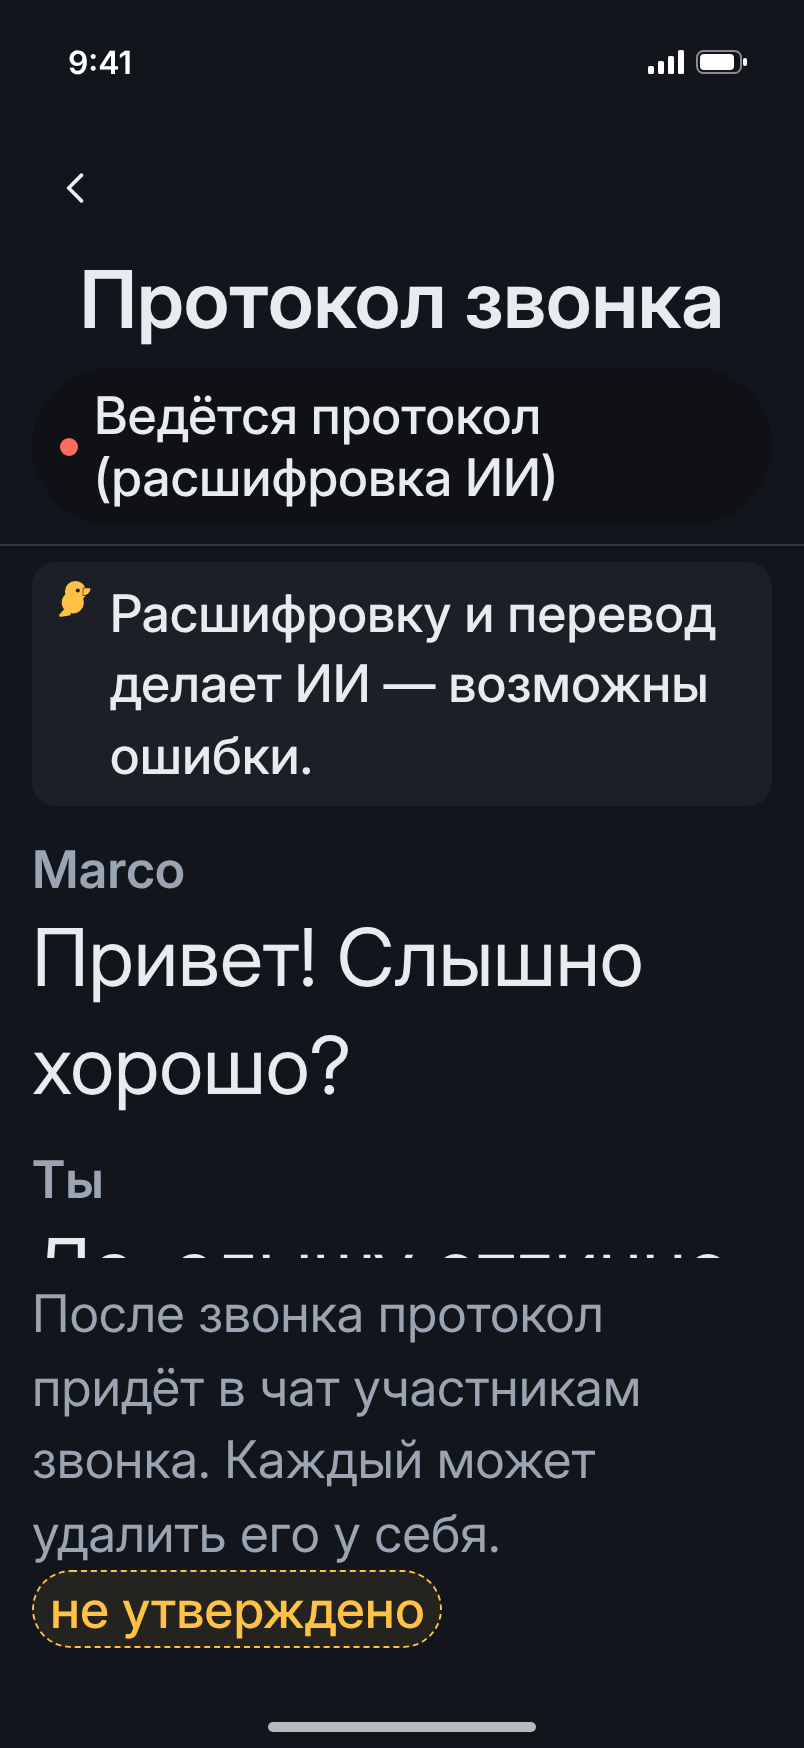 9:41
Протокол звонка
Ведётся протокол
(расшифровка ИИ)
Расшифровку и перевод
делает ИИ — возможны
ошибки.
Marco
Привет! Слышно
хорошо?
Ты
После звонка протокол
придёт в чат участникам
звонка. Каждый может
удалить его у себя.
не утверждено